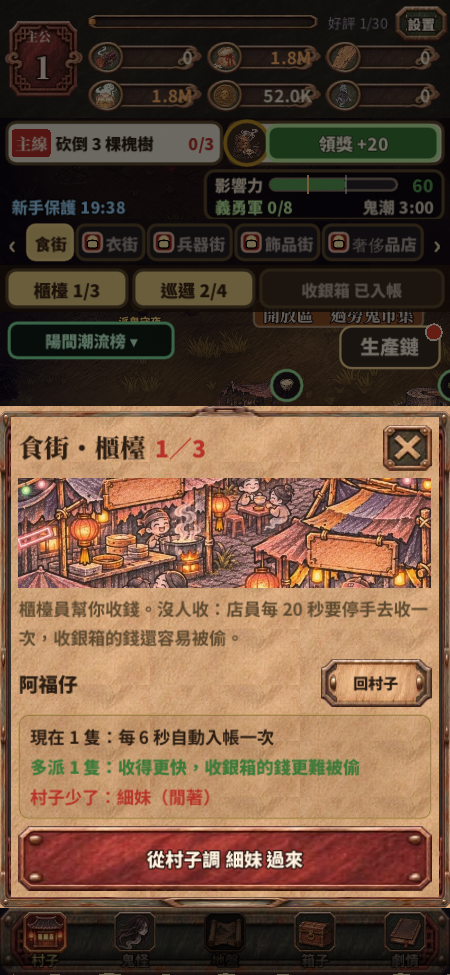 主公
1
好評 1/30
設置
0
1.8M
0
1.8M
52.0K
0
主線 砍倒 3 棵槐樹 0/3
領獎 +20
影響力 60
新手保護 19:38
義勇軍 0/8 鬼潮 3:00
‹ 食街 衣街 兵器街 飾品街 奢侈品店 ›
櫃檯 1/3
巡邏 2/4
收銀箱 已入帳
陽間潮流榜 ▾
生產鏈
食街・櫃檯 1／3
櫃檯員幫你收錢。沒人收：店員每 20 秒要停手去收一
次，收銀箱的錢還容易被偷。
阿福仔
回村子
現在 1 隻：每 6 秒自動入帳一次
多派 1 隻：收得更快，收銀箱的錢更難被偷
村子少了：細妹（閒著）
從村子調 細妹 過來
村子
鬼怪
箱子
劇情